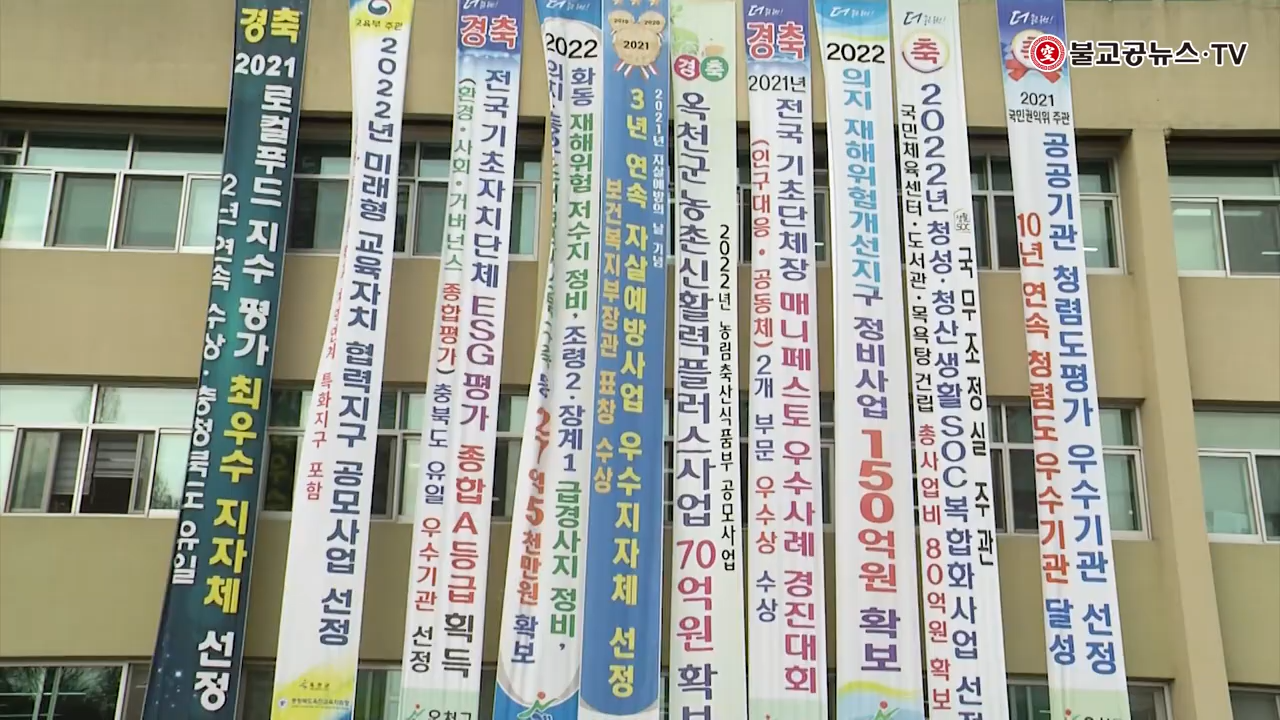 불교공뉴스·TV
경축
2021 로컬푸드 지수 평가 최우수 지자체 선정
2년 연속 수상·충청북도 유일
교육부 주관
2022년 미래형 교육자치 협력지구 공모사업 선정
특화지구 포함
경축
전국기초자치단체 ESG 평가 종합A등급 획득
(환경·사회·거버넌스 종합평가) 충북도 유일 우수기관 선정
2022
화동 재해위험 저수지 정비, 조령2·장계1 급경사지 정비,
27억5천만원 확보
2021
2021년 자살예방의 날 기념
3년 연속 자살예방사업 우수지자체 선정
보건복지부장관 표창 수상
경축
2022년 농림축산식품부 공모사업
옥천군농촌신활력플러스사업 70억원 확보
더
경축
2021년 전국 기초단체장 매니페스토 우수사례 경진대회
(인구대응·공동체) 2개 부문 우수상 수상
더
2022
의지 재해위험개선지구 정비사업 150억원 확보
더
축
국무조정실 주관
생활SOC
2022년 청성·청산 생활SOC복합화사업 선정
국민체육센터·도서관·목욕탕 건립 총사업비 80억원 확보
더
축
2021
국민권익위 주관
공공기관 청렴도평가 우수기관 선정
10년 연속 청렴도 우수기관 달성